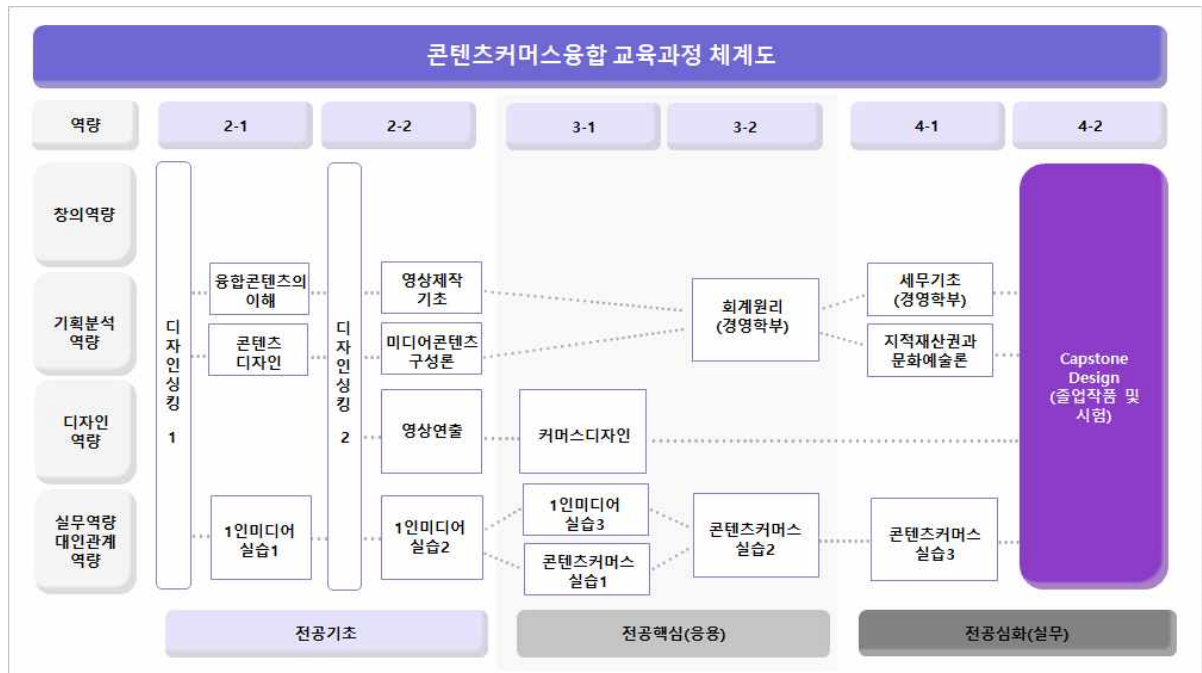 콘텐츠커머스융합 교육과정 체계도
역량
2-1
2-2
3-1
3-2
4-1
4-2
창의역량
기획분석
역량
디자인
역량
실무역량
대인관계
역량
디자인싱킹 1
융합콘텐츠의
이해
콘텐츠
디자인
1인미디어
실습1
디자인싱킹 2
영상제작
기초
미디어콘텐츠
구성론
영상연출
1인미디어
실습2
커머스디자인
1인미디어
실습3
콘텐츠커머스
실습1
회계원리
(경영학부)
콘텐츠커머스
실습2
세무기초
(경영학부)
지적재산권과
문화예술론
콘텐츠커머스
실습3
Capstone
Design
(졸업작품 및
시험)
전공기초
전공핵심(응용)
전공심화(실무)